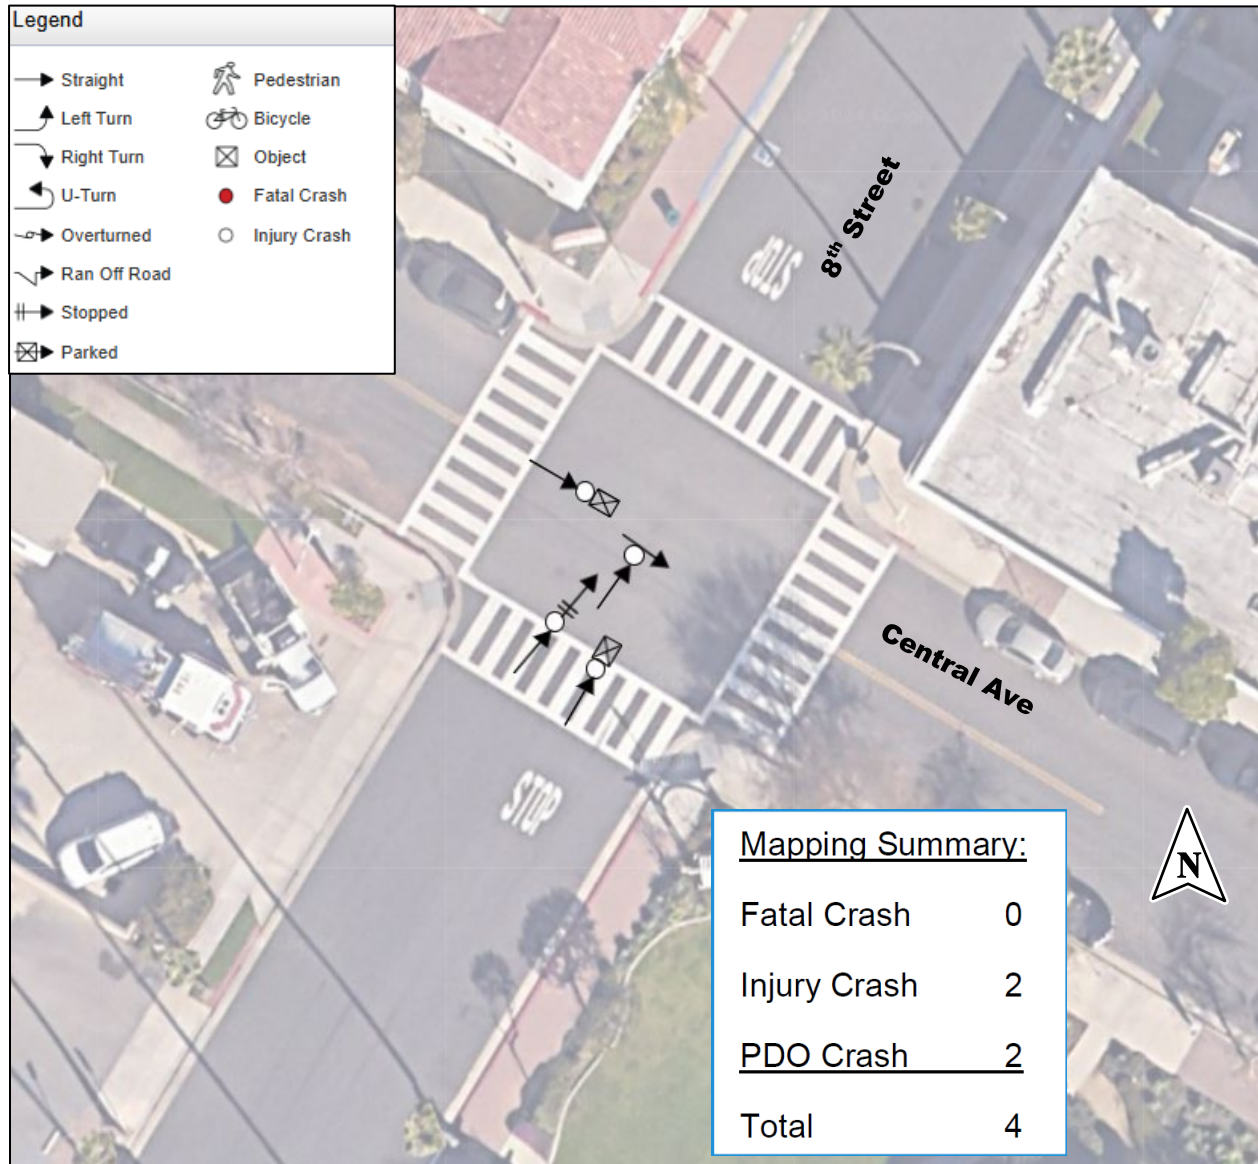 Legend
Straight
Left Turn
Right Turn
U-Turn
Overturned
Ran Off Road
Stopped
Parked
Pedestrian
Bicycle
Object
Fatal Crash
Injury Crash
8th Street
STOP
Central Ave
STOP
Mapping Summary:
Fatal Crash 0
Injury Crash 2
PDO Crash 2
Total 4
N